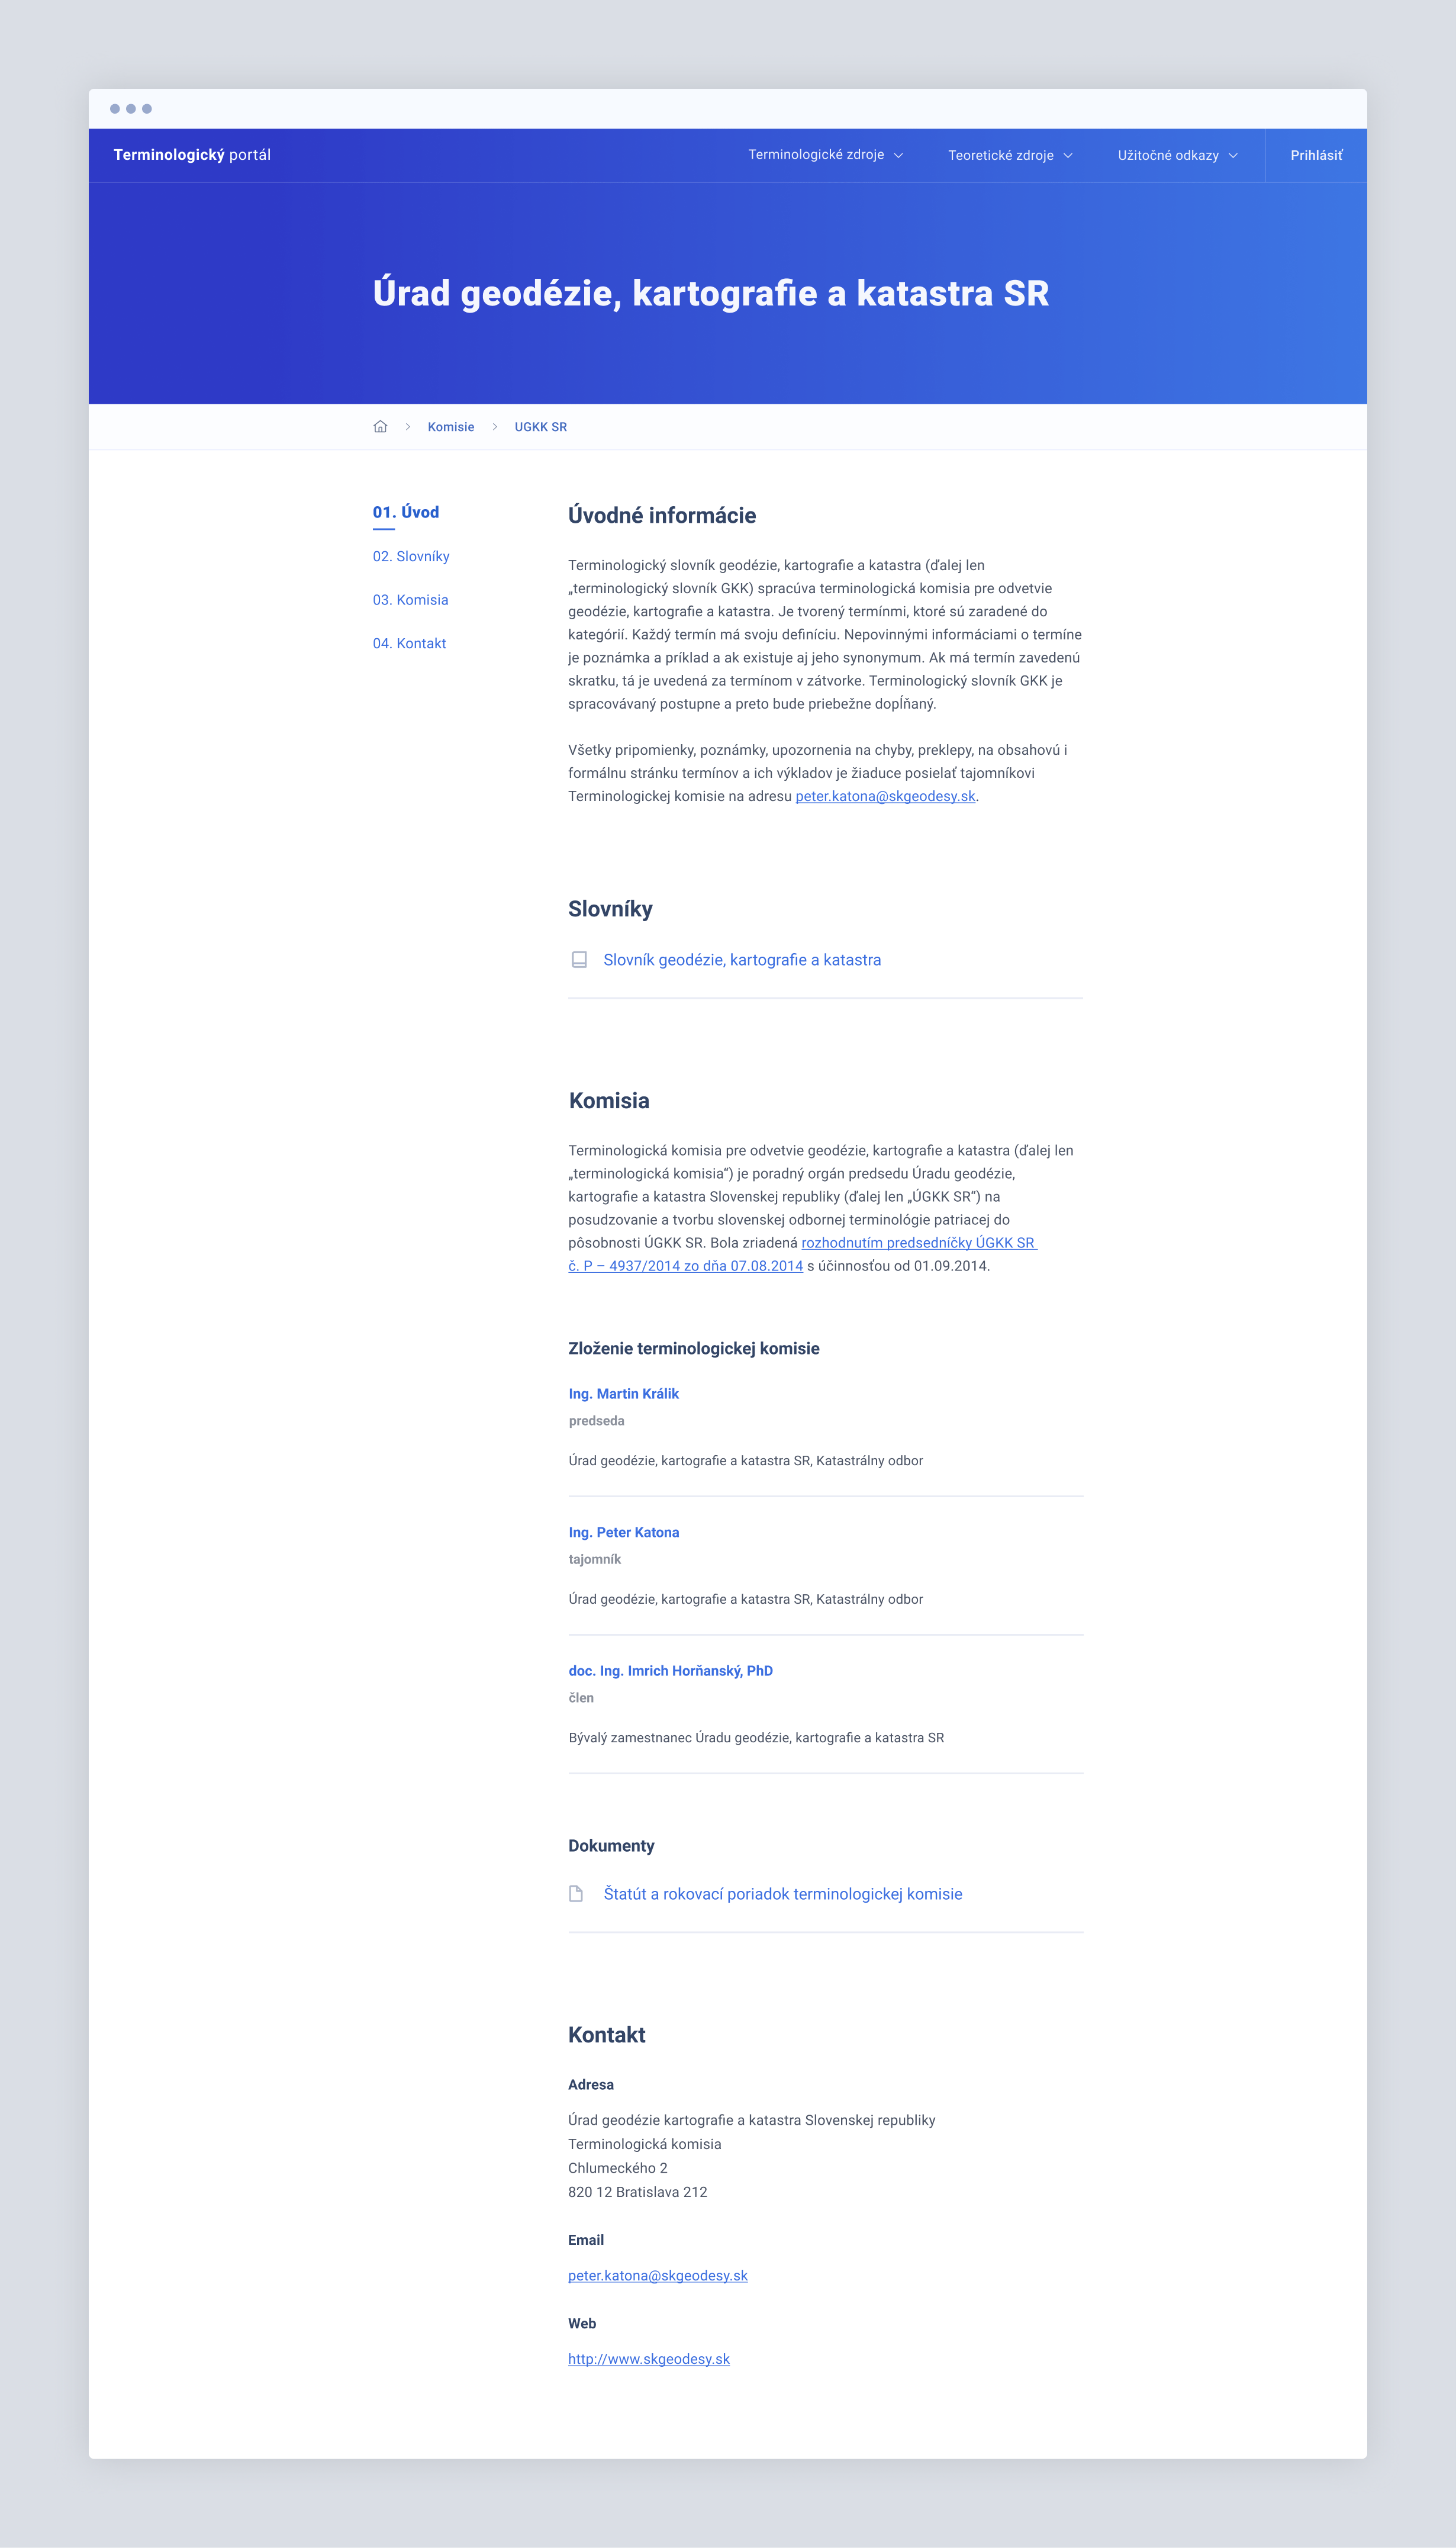 Terminologický portál
Terminologické zdroje
Teoretické zdroje
Užitočné odkazy
Prihlásiť
Úrad geodézie, kartografie a katastra SR
Komisie
UGKK SR
01. Úvod
02. Slovníky
03. Komisia
04. Kontakt
Úvodné informácie
Terminologický slovník geodézie, kartografie a katastra (ďalej len
„terminologický slovník GKK) spracúva terminologická komisia pre odvetvie
geodézie, kartografie a katastra. Je tvorený termínmi, ktoré sú zaradené do
kategórií. Každý termín má svoju definíciu. Nepovinnými informáciami o termíne
je poznámka a príklad a ak existuje aj jeho synonymum. Ak má termín zavedenú
skratku, tá je uvedená za termínom v zátvorke. Terminologický slovník GKK je
spracovávaný postupne a preto bude priebežne dopĺňaný.
Všetky pripomienky, poznámky, upozornenia na chyby, preklepy, na obsahovú i
formálnu stránku termínov a ich výkladov je žiaduce posielať tajomníkovi
Terminologickej komisie na adresu peter.katona@skgeodesy.sk.
Slovníky
Slovník geodézie, kartografie a katastra
Komisia
Terminologická komisia pre odvetvie geodézie, kartografie a katastra (ďalej len
„terminologická komisia“) je poradný orgán predsedu Úradu geodézie,
kartografie a katastra Slovenskej republiky (ďalej len „ÚGKK SR“) na
posudzovanie a tvorbu slovenskej odbornej terminológie patriacej do
pôsobnosti ÚGKK SR. Bola zriadená rozhodnutím predsedníčky ÚGKK SR
č. P – 4937/2014 zo dňa 07.08.2014 s účinnosťou od 01.09.2014.
Zloženie terminologickej komisie
Ing. Martin Králik
predseda
Úrad geodézie, kartografie a katastra SR, Katastrálny odbor
Ing. Peter Katona
tajomník
Úrad geodézie, kartografie a katastra SR, Katastrálny odbor
doc. Ing. Imrich Horňanský, PhD
člen
Bývalý zamestnanec Úradu geodézie, kartografie a katastra SR
Dokumenty
Štatút a rokovací poriadok terminologickej komisie
Kontakt
Adresa
Úrad geodézie kartografie a katastra Slovenskej republiky
Terminologická komisia
Chlumeckého 2
820 12 Bratislava 212
Email
peter.katona@skgeodesy.sk
Web
http://www.skgeodesy.sk